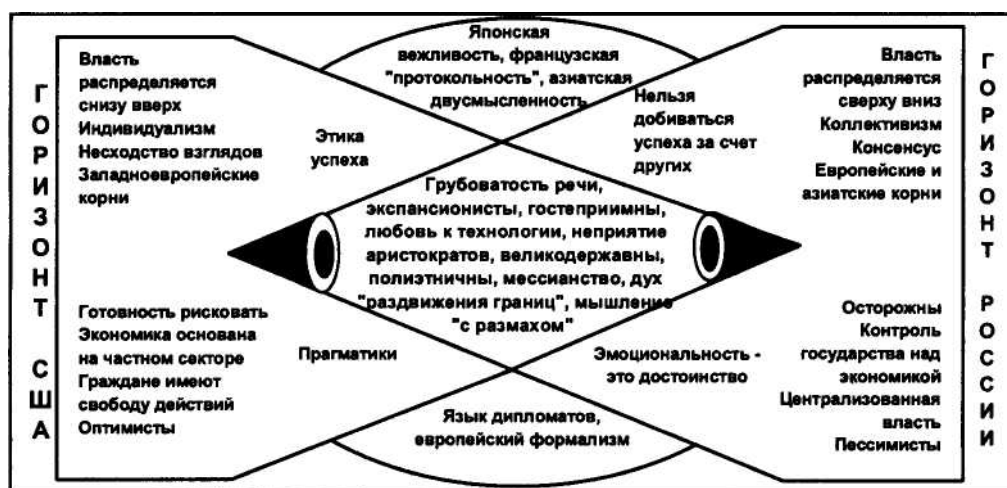 ГОРИЗОНТ США
Власть
распределяется
снизу вверх
Индивидуализм
Несходство взглядов
Западноевропейские
корни
Этика
успеха
Японская
вежливость, французская
"протокольность", азиатская
двусмысленность
Нельзя
добиваться
успеха за счет
других
Власть
распределяется
сверху вниз
Коллективизм
Консенсус
Европейские и
азиатские корни
ГОРИЗОНТ РОССИИ
Грубоватость речи,
экспансионисты, гостеприимны,
любовь к технологии, неприятие
аристократов, великодержавны,
полиэтничны, мессианство, дух
"раздвижения границ", мышление
"с размахом"
Готовность рисковать
Экономика основана
на частном секторе
Граждане имеют
свободу действий
Оптимисты
Прагматики
Эмоциональность -
это достоинство
Осторожны
Контроль
государства над
экономикой
Централизованная
власть
Пессимисты
Язык дипломатов,
европейский формализм